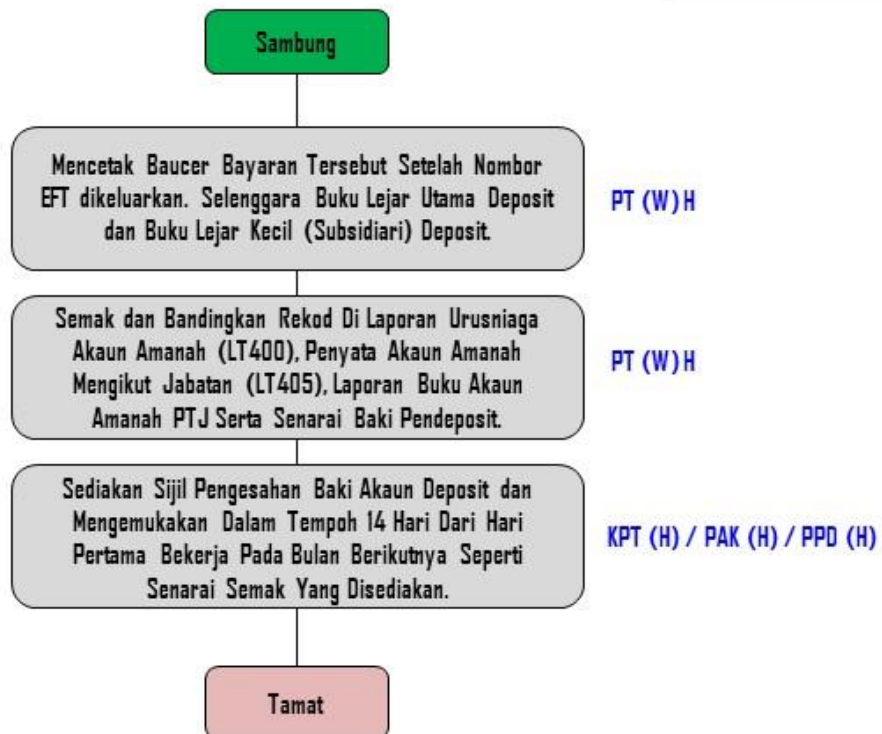 Sambung
Mencetak Baucer Bayaran Tersebut Setelah Nombor
EFT dikeluarkan. Selenggara Buku Lejar Utama Deposit
dan Buku Lejar Kecil (Subsidiari) Deposit.
PT (W)H
Semak dan Bandingkan Rekod Di Laporan Urusniaga
Akaun Amanah (LT400), Penyata Akaun Amanah
Mengikut Jabatan (LT405), Laporan Buku Akaun
Amanah PTJ Serta Senarai Baki Pendeposit.
PT (W)H
Sediakan Sijil Pengesahan Baki Akaun Deposit dan
Mengemukakan Dalam Tempoh 14 Hari Dari Hari
Pertama Bekerja Pada Bulan Berikutnya Seperti
Senarai Semak Yang Disediakan.
KPT (H) / PAK (H) / PPD (H)
Tamat